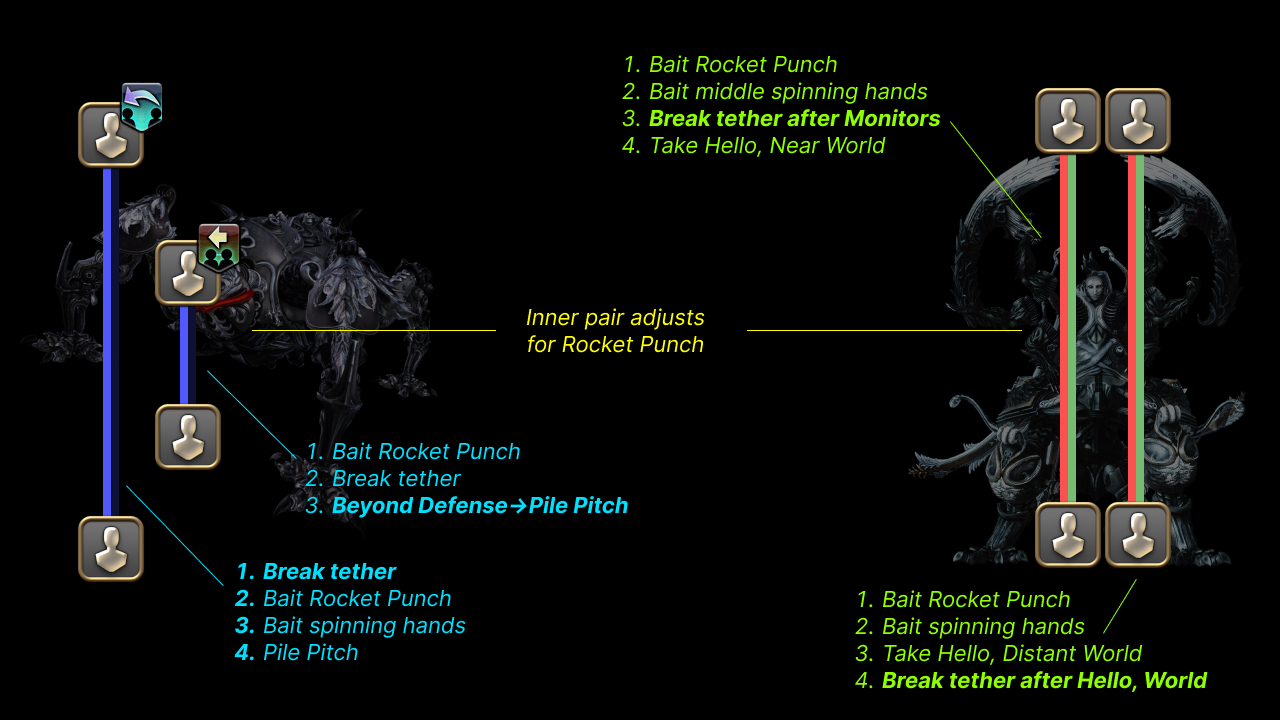 1. Bait Rocket Punch
2. Bait middle spinning hands
3. Break tether after Monitors
4. Take Hello, Near World
Inner pair adjusts
for Rocket Punch
1. Bait Rocket Punch
2. Break tether
3. Beyond Defense→Pile Pitch
1. Break tether
2. Bait Rocket Punch
3. Bait spinning hands
4. Pile Pitch
1. Bait Rocket Punch
2. Bait spinning hands
3. Take Hello, Distant World
4. Break tether after Hello, World